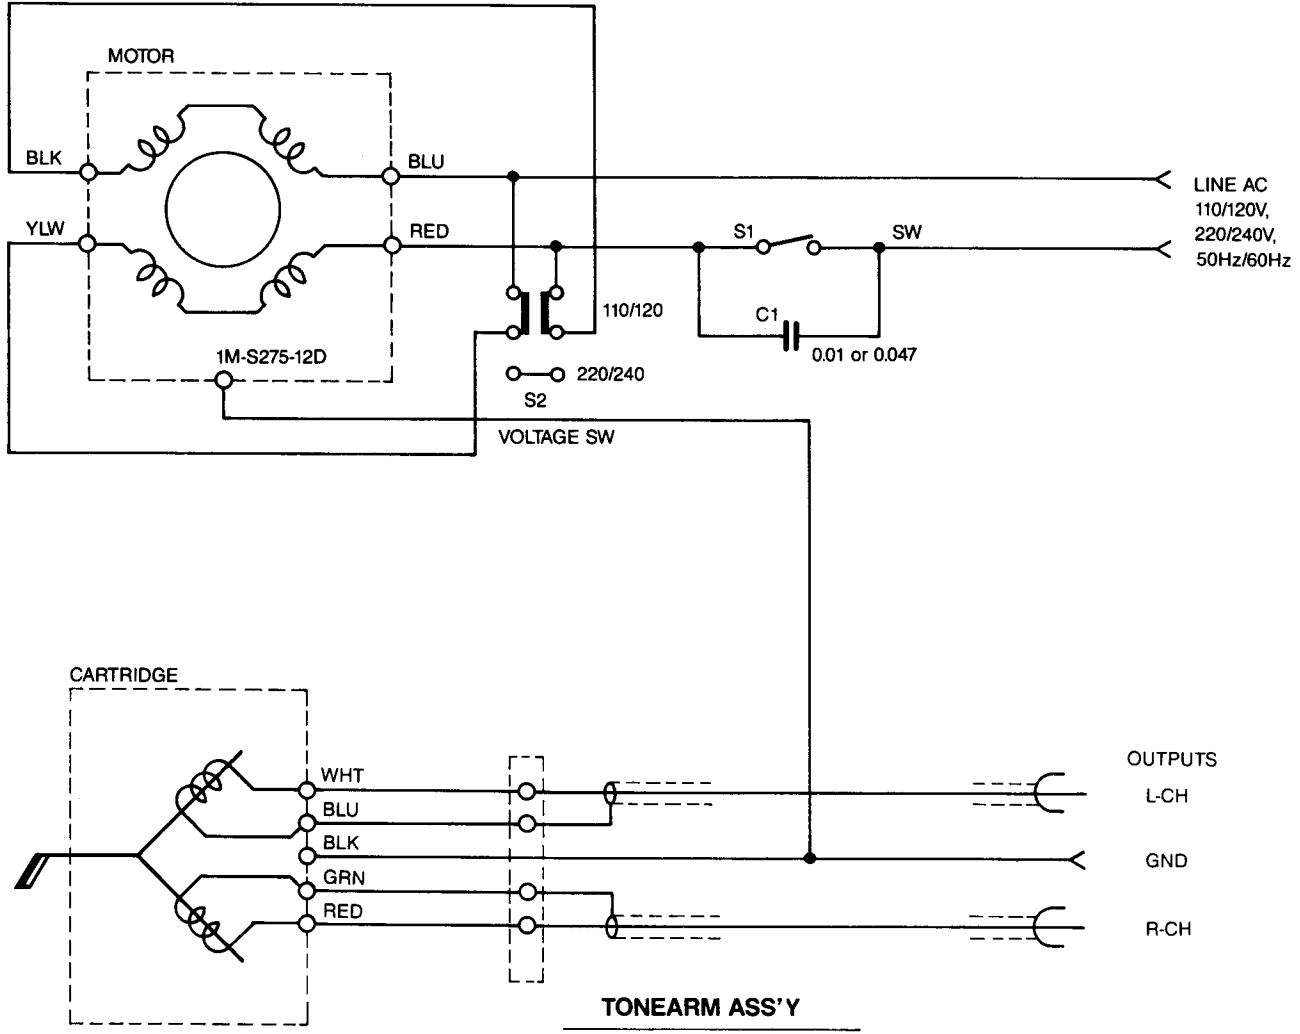 MOTOR
BLK
BLU
LINE AC
110/120V,
220/240V,
50Hz/60Hz
YLW
RED
S1
SW
110/120
C1
0.01 or 0.047
1M-S275-12D
220/240
S2
VOLTAGE SW
CARTRIDGE
OUTPUTS
WHT
L-CH
BLU
BLK
GND
GRN
RED
R-CH
TONEARM ASS'Y